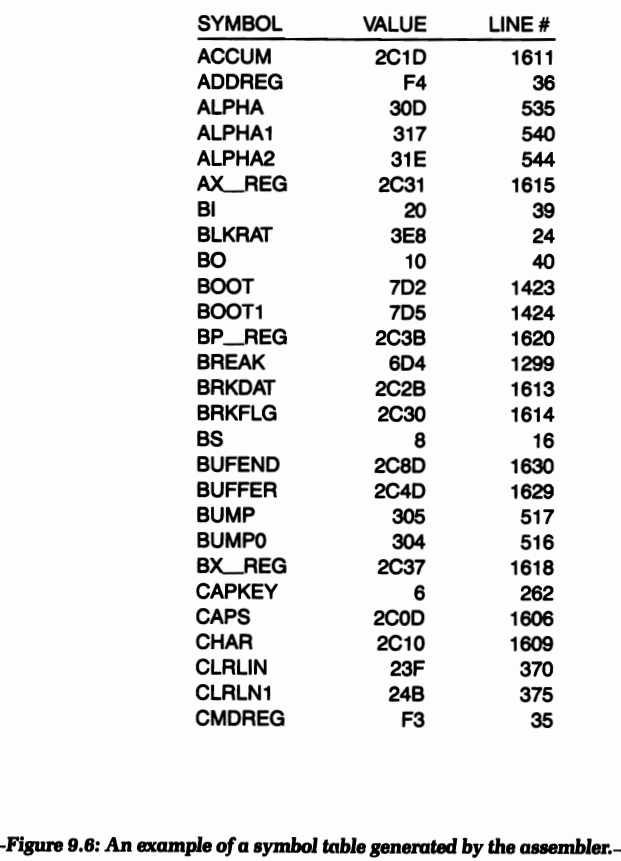 SYMBOL VALUE LINE #
ACCUM 2C1D 1611
ADDREG F4 36
ALPHA 30D 535
ALPHA1 317 540
ALPHA2 31E 544
AX__REG 2C31 1615
BI 20 39
BLKRAT 3E8 24
BO 10 40
BOOT 7D2 1423
BOOT1 7D5 1424
BP__REG 2C3B 1620
BREAK 6D4 1299
BRKDAT 2C2B 1613
BRKFLG 2C30 1614
BS 8 16
BUFEND 2C8D 1630
BUFFER 2C4D 1629
BUMP 305 517
BUMP0 304 516
BX__REG 2C37 1618
CAPKEY 6 262
CAPS 2C0D 1606
CHAR 2C10 1609
CLRLIN 23F 370
CLRLN1 24B 375
CMDREG F3 35
-Figure 9.6: An example of a symbol table generated by the assembler.-